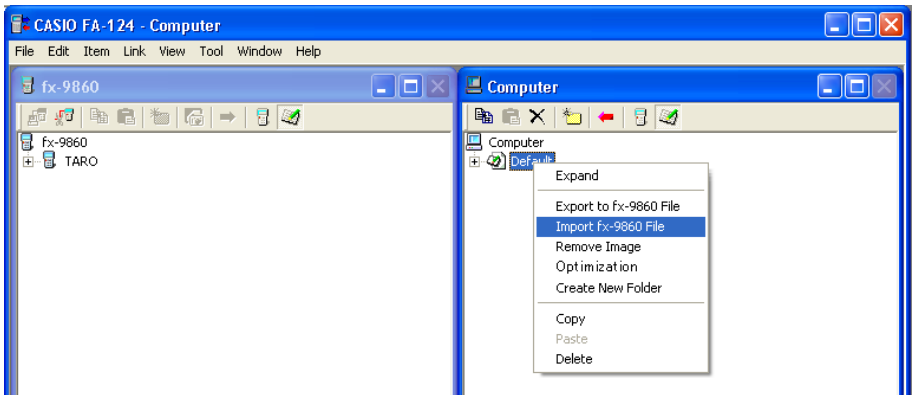 CASIO FA-124 - Computer
File Edit Item Link View Tool Window Help
fx-9860
fx-9860
TARO
Computer
Computer
Default
Expand
Export to fx-9860 File
Import fx-9860 File
Remove Image
Optimization
Create New Folder
Copy
Paste
Delete